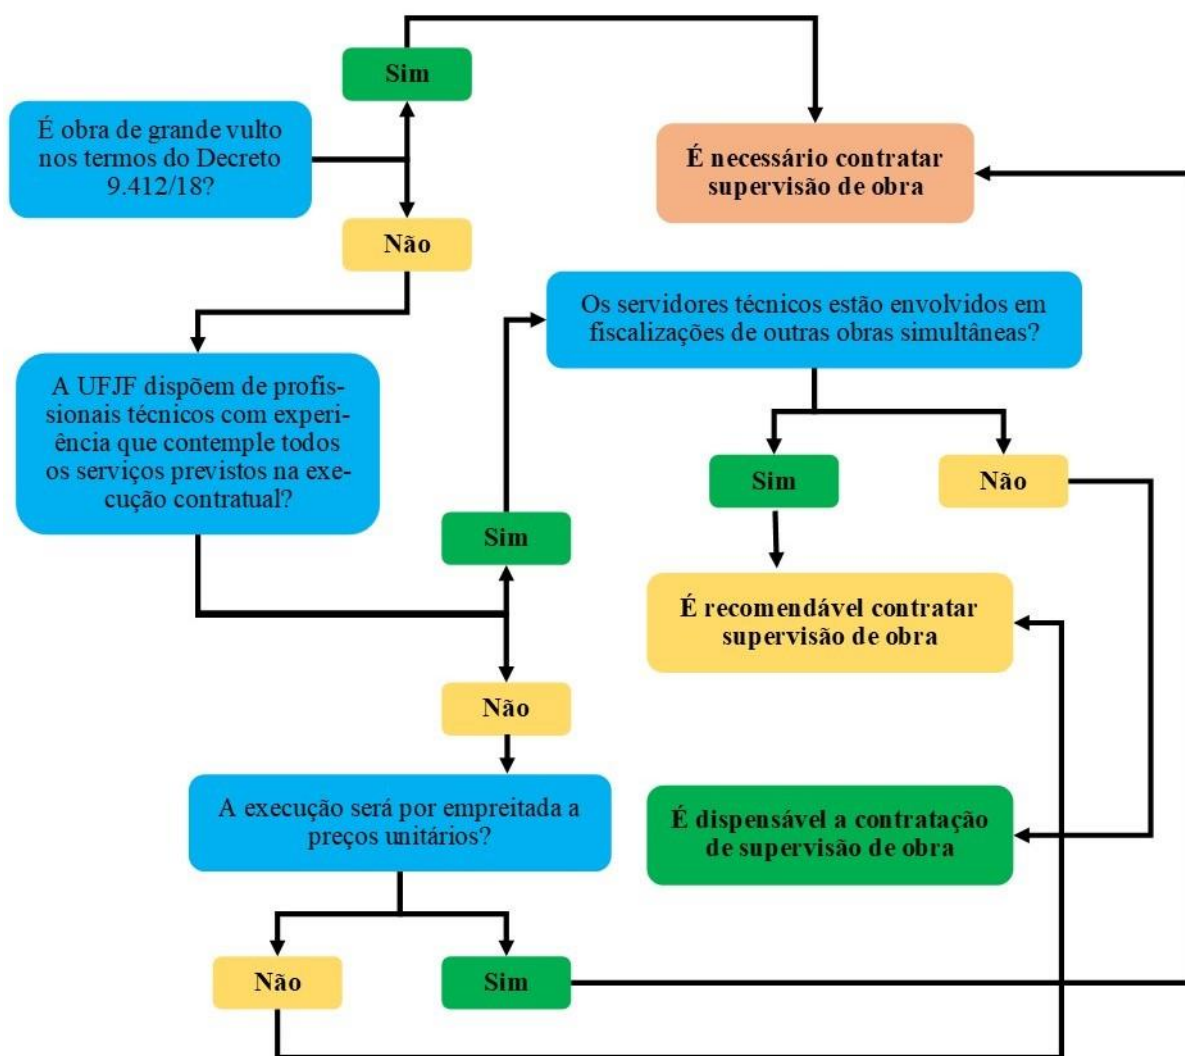 Sim
É obra de grande vulto
nos termos do Decreto
9.412/18?
É necessário contratar
supervisão de obra
Não
Os servidores técnicos estão envolvidos em
fiscalizações de outras obras simultâneas?
A UFJF dispõem de profis-
sionais técnicos com experi-
ência que contemple todos
os serviços previstos na exe-
cução contratual?
Sim
Não
Sim
É recomendável contratar
supervisão de obra
Não
A execução será por empreitada a
preços unitários?
É dispensável a contratação
de supervisão de obra
Não
Sim